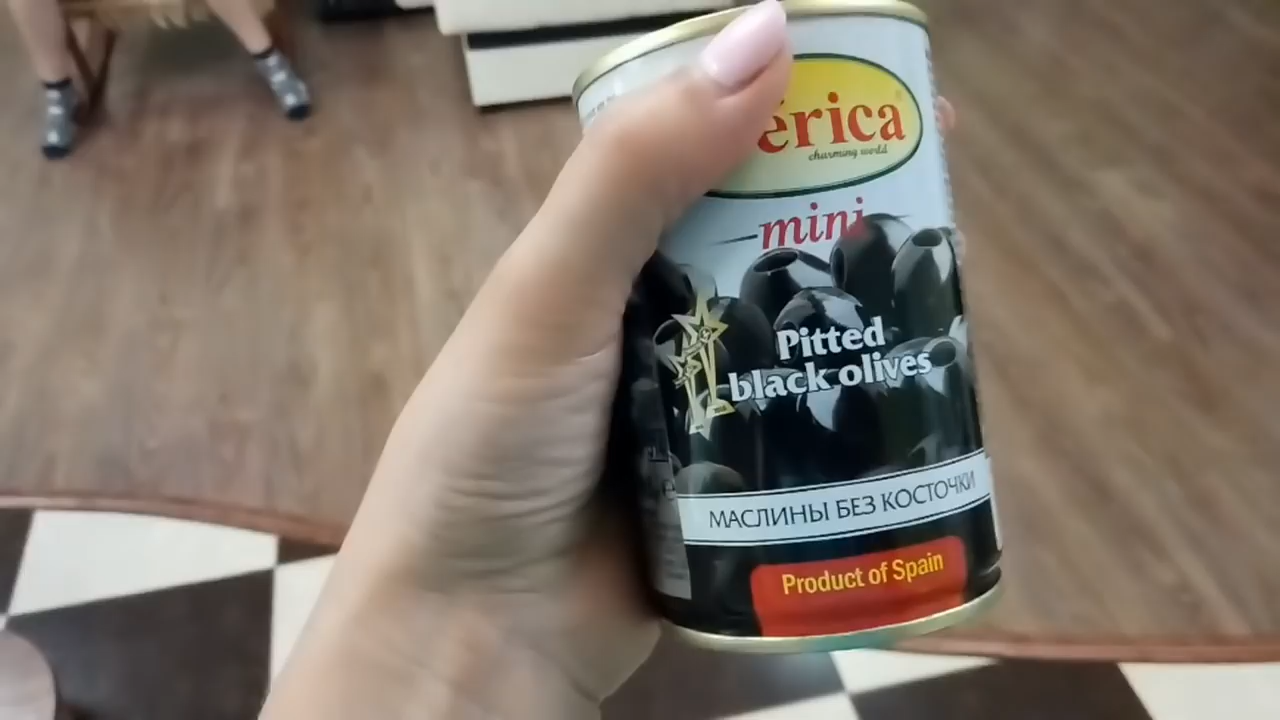 érica
charming world
mini
Pitted
black olives
МАСЛИНЫ БЕЗ КОСТОЧКИ
Product of Spain